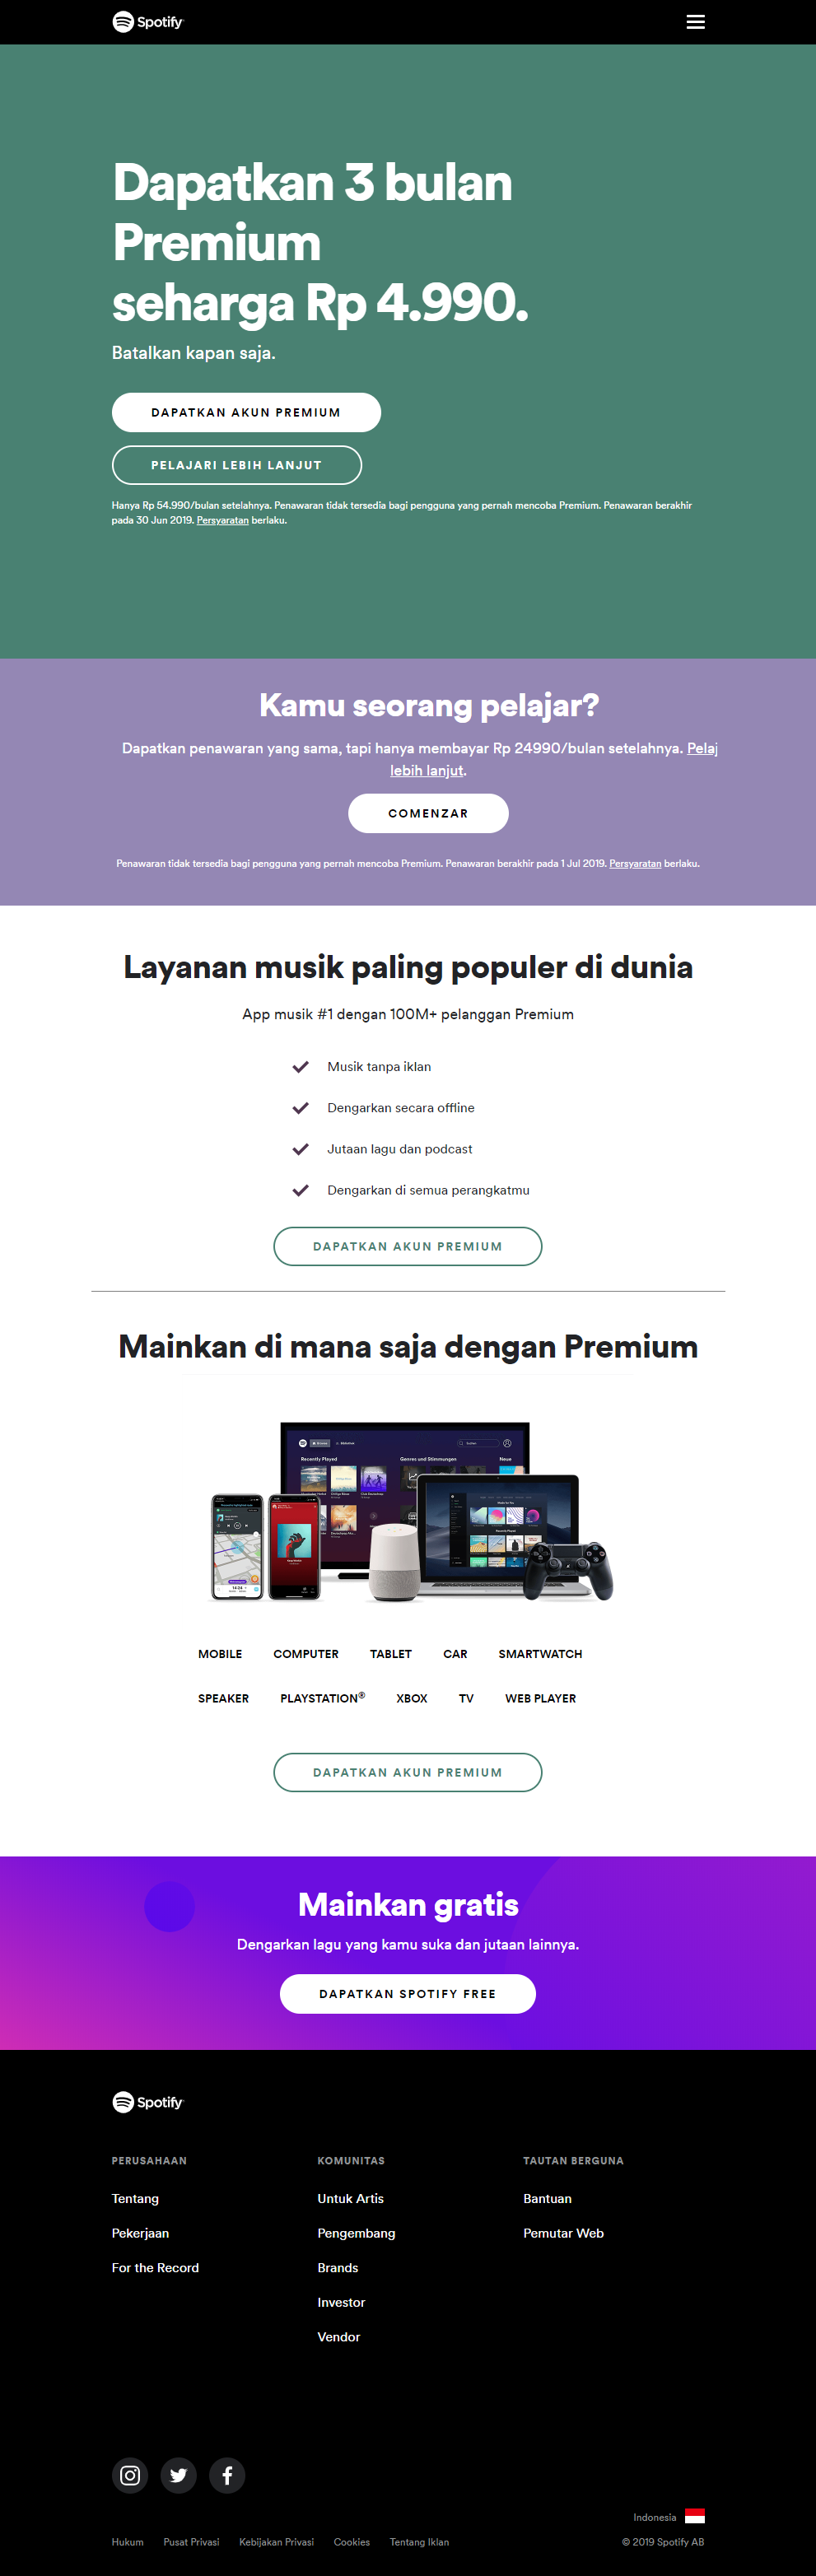 Spotify
Dapatkan 3 bulan
Premium
seharga Rp 4.990.
Batalkan kapan saja.
DAPATKAN AKUN PREMIUM
PELAJARI LEBIH LANJUT
Hanya Rp 54.990/bulan setelahnya. Penawaran tidak tersedia bagi pengguna yang pernah mencoba Premium. Penawaran berakhir
pada 30 Jun 2019. Persyaratan berlaku.
Kamu seorang pelajar?
Dapatkan penawaran yang sama, tapi hanya membayar Rp 24990/bulan setelahnya. Pelaj
lebih lanjut.
COMENZAR
Penawaran tidak tersedia bagi pengguna yang pernah mencoba Premium. Penawaran berakhir pada 1 Jul 2019. Persyaratan berlaku.
Layanan musik paling populer di dunia
App musik #1 dengan 100M+ pelanggan Premium
Musik tanpa iklan
Dengarkan secara offline
Jutaan lagu dan podcast
Dengarkan di semua perangkatmu
DAPATKAN AKUN PREMIUM
Mainkan di mana saja dengan Premium
Recently Played
Genres und Stimmungen
Neue
MOBILE COMPUTER TABLET CAR SMARTWATCH
SPEAKER PLAYSTATION® XBOX TV WEB PLAYER
DAPATKAN AKUN PREMIUM
Mainkan gratis
Dengarkan lagu yang kamu suka dan jutaan lainnya.
DAPATKAN SPOTIFY FREE
Spotify
PERUSAHAAN
Tentang
Pekerjaan
For the Record
KOMUNITAS
Untuk Artis
Pengembang
Brands
Investor
Vendor
TAUTAN BERGUNA
Bantuan
Pemutar Web
Indonesia
Hukum Pusat Privasi Kebijakan Privasi Cookies Tentang Iklan
© 2019 Spotify AB